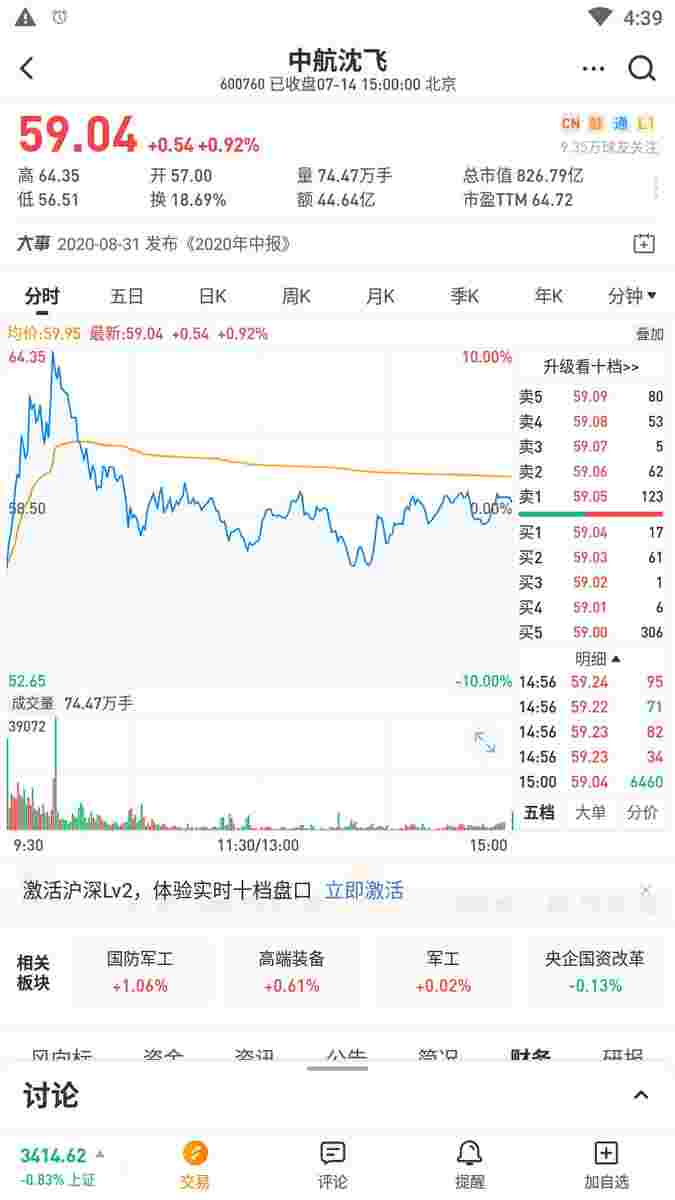 4:39
中航沈飞
600760 已收盘07-14 15:00:00 北京
59.04 +0.54 +0.92%
CN 融 通 L1
9.35万球友关注
高 64.35 开 57.00 量 74.47万手 总市值 826.79亿
低 56.51 换 18.69% 额 44.64亿 市盈TTM 64.72
大事 2020-08-31 发布《2020年中报》
分时 五日 日K 周K 月K 季K 年K 分钟
均价:59.95 最新:59.04 +0.54 +0.92% 叠加
64.35 10.00%
58.50 0.00%
52.65 -10.00%
升级看十档>>
卖5 59.09 80
卖4 59.08 53
卖3 59.07 5
卖2 59.06 62
卖1 59.05 123
买1 59.04 17
买2 59.03 61
买3 59.02 1
买4 59.01 6
买5 59.00 306
明细
14:56 59.24 95
14:56 59.22 71
14:56 59.23 82
14:56 59.23 34
15:00 59.04 6460
五档 大单 分价
成交量 74.47万手
39072
9:30 11:30/13:00 15:00
激活沪深Lv2，体验实时十档盘口 立即激活 ×
相关板块
国防军工 高端装备 军工 央企国资改革
+1.06% +0.61% +0.02% -0.13%
风向标 资金 资讯 公告 简况 财务 研报
讨论
3414.62
-0.83% 上证
交易 评论 提醒 加自选